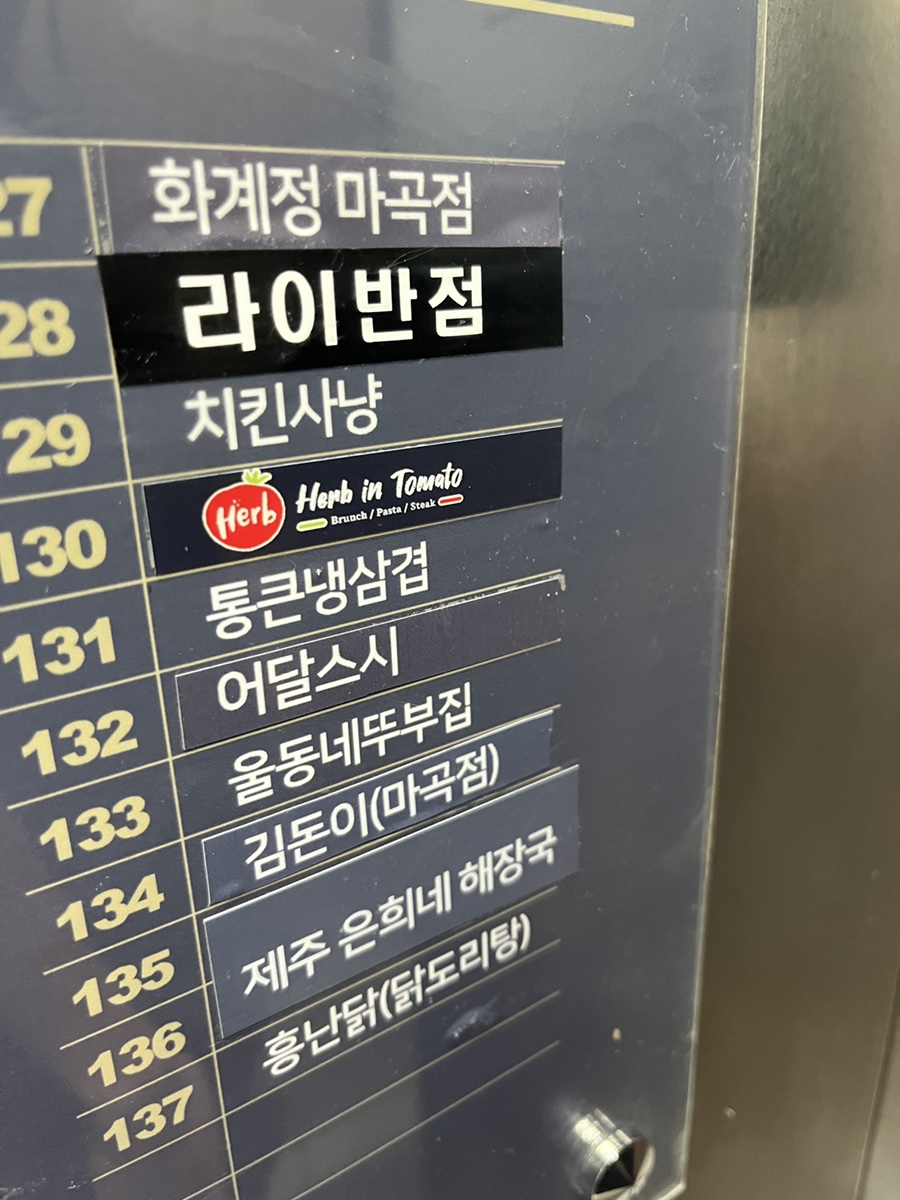 27 화계정 마곡점
28 라이반점
29 치킨사냥
130 Herb Herb in Tomato
Brunch / Pasta / Steak
131 통큰냉삼겹
132 어달스시
133 울동네뚜부집
134 김돈이(마곡점)
135 제주 은희네 해장국
136 흥난닭(닭도리탕)
137